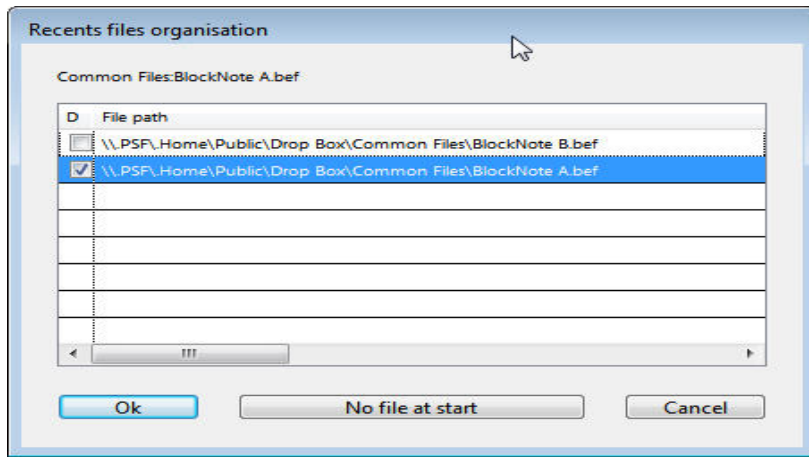 Recents files organisation
Common Files:BlockNote A.bef
D File path
\\.PSF\.Home\Public\Drop Box\Common Files\BlockNote B.bef
\\.PSF\.Home\Public\Drop Box\Common Files\BlockNote A.bef
Ok No file at start Cancel